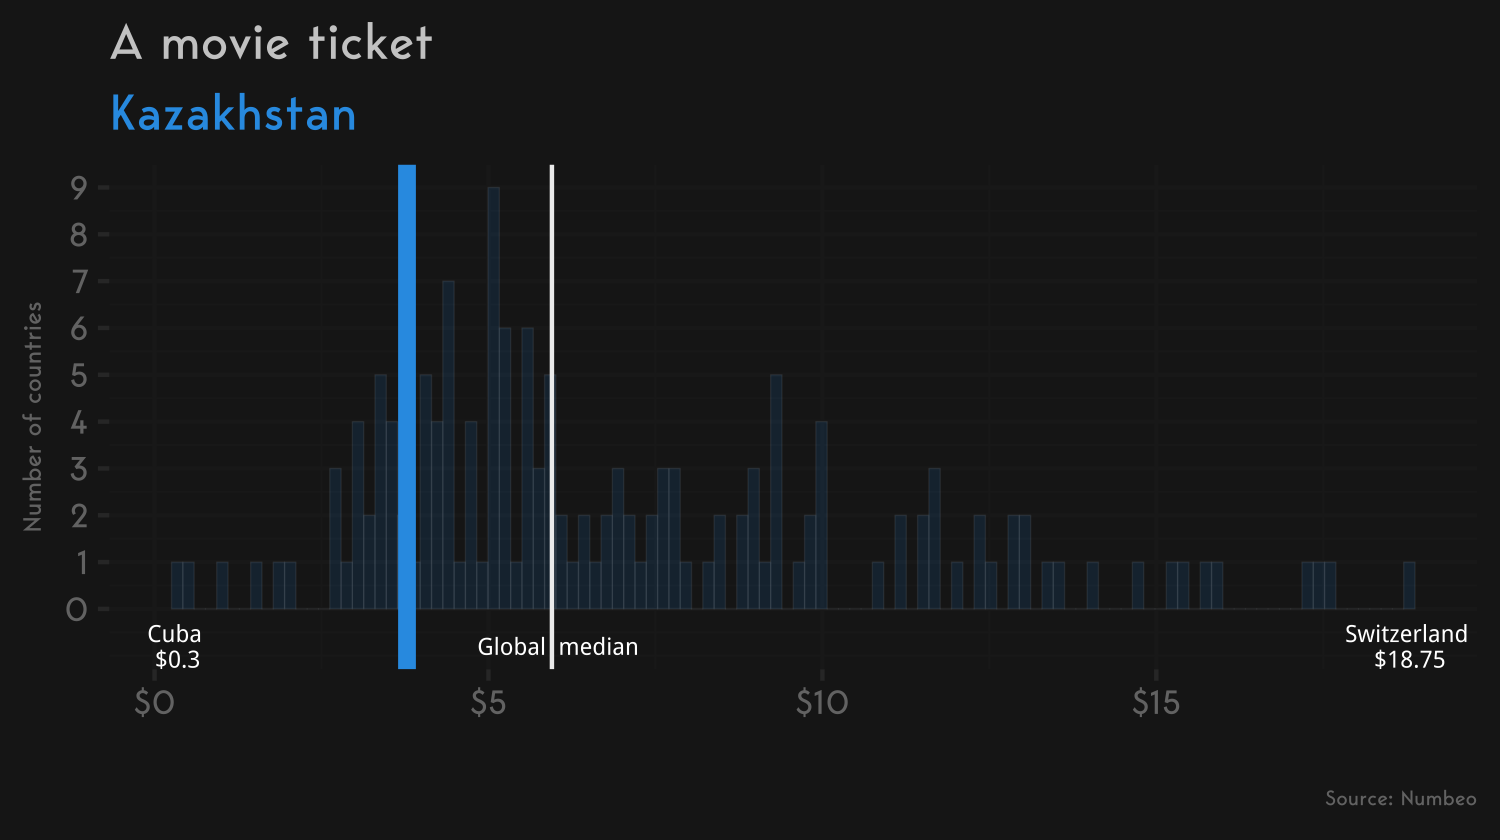 A movie ticket
Kazakhstan
Number of countries
9
8
7
6
5
4
3
2
1
0
Cuba
$0.3
Global median
Switzerland
$18.75
$0 $5 $10 $15
Source: Numbeo